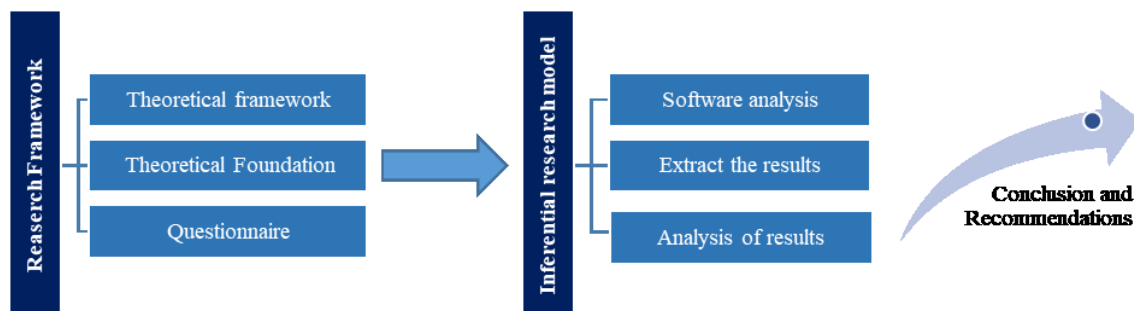 Reaserch Framework
Theoretical framework
Theoretical Foundation
Questionnaire
Inferential research model
Software analysis
Extract the results
Analysis of results
Conclusion and
Recommendations